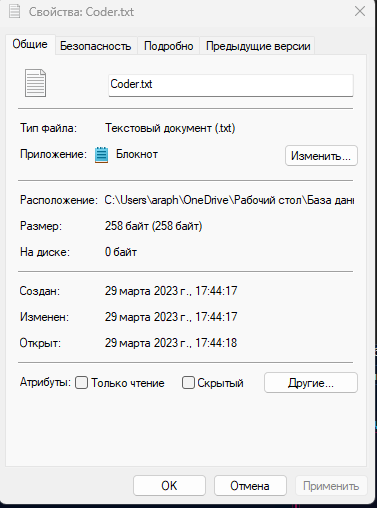 Свойства: Coder.txt
Общие Безопасность Подробно Предыдущие версии
Coder.txt
Тип файла: Текстовый документ (.txt)
Приложение: Блокнот Изменить...
Расположение: C:\Users\araph\OneDrive\Рабочий стол\База
Размер: 258 байт (258 байт)
На диске: 0 байт
Создан: 29 марта 2023 г., 17:44:17
Изменен: 29 марта 2023 г., 17:44:17
Открыт: 29 марта 2023 г., 17:44:18
Атрибуты: Только чтение Скрытый Другие...
OK Отмена Применить